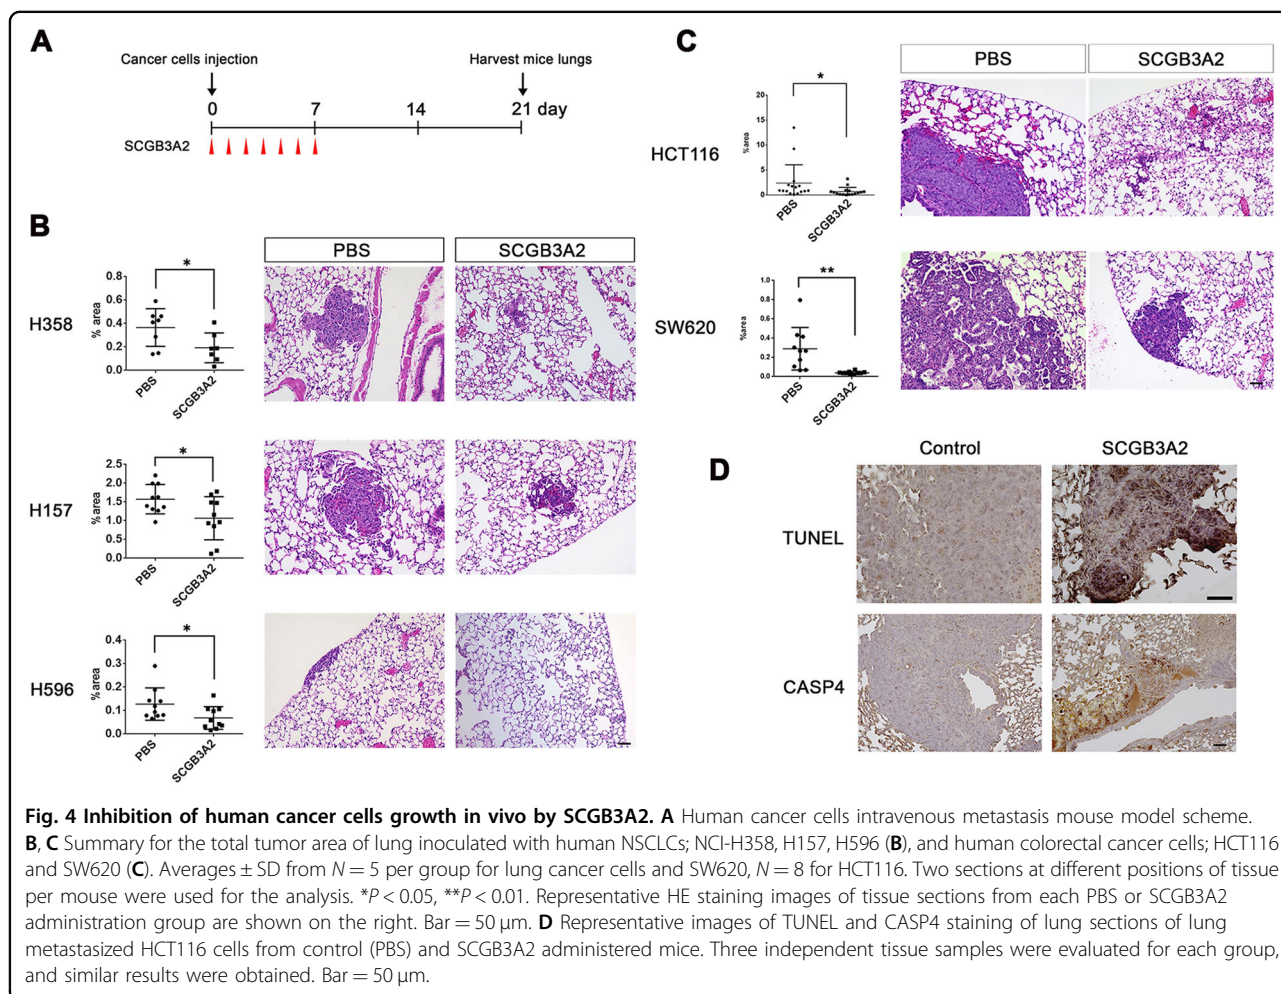 A
Cancer cells injection
Harvest mice lungs
0 7 14 21 day
SCGB3A2
B
PBS SCGB3A2
H358
% area
0.8
0.6
0.4
0.2
0.0
*
PBS
SCGB3A2
H157
% area
2.5
2.0
1.5
1.0
0.5
0.0
*
PBS
SCGB3A2
H596
% area
0.4
0.3
0.2
0.1
0.0
*
PBS
SCGB3A2
C
PBS SCGB3A2
HCT116
%area
20
15
10
5
0
*
PBS
SCGB3A2
SW620
%area
1.0
0.8
0.6
0.4
0.2
0.0
**
PBS
SCGB3A2
D
Control SCGB3A2
TUNEL
CASP4
Fig. 4 Inhibition of human cancer cells growth in vivo by SCGB3A2. A Human cancer cells intravenous metastasis mouse model scheme.
B, C Summary for the total tumor area of lung inoculated with human NSCLCs; NCI-H358, H157, H596 (B), and human colorectal cancer cells; HCT116
and SW620 (C). Averages ± SD from N = 5 per group for lung cancer cells and SW620, N = 8 for HCT116. Two sections at different positions of tissue
per mouse were used for the analysis. *P < 0.05, **P < 0.01. Representative HE staining images of tissue sections from each PBS or SCGB3A2
administration group are shown on the right. Bar = 50 μm. D Representative images of TUNEL and CASP4 staining of lung sections of lung
metastasized HCT116 cells from control (PBS) and SCGB3A2 administered mice. Three independent tissue samples were evaluated for each group,
and similar results were obtained. Bar = 50 μm.